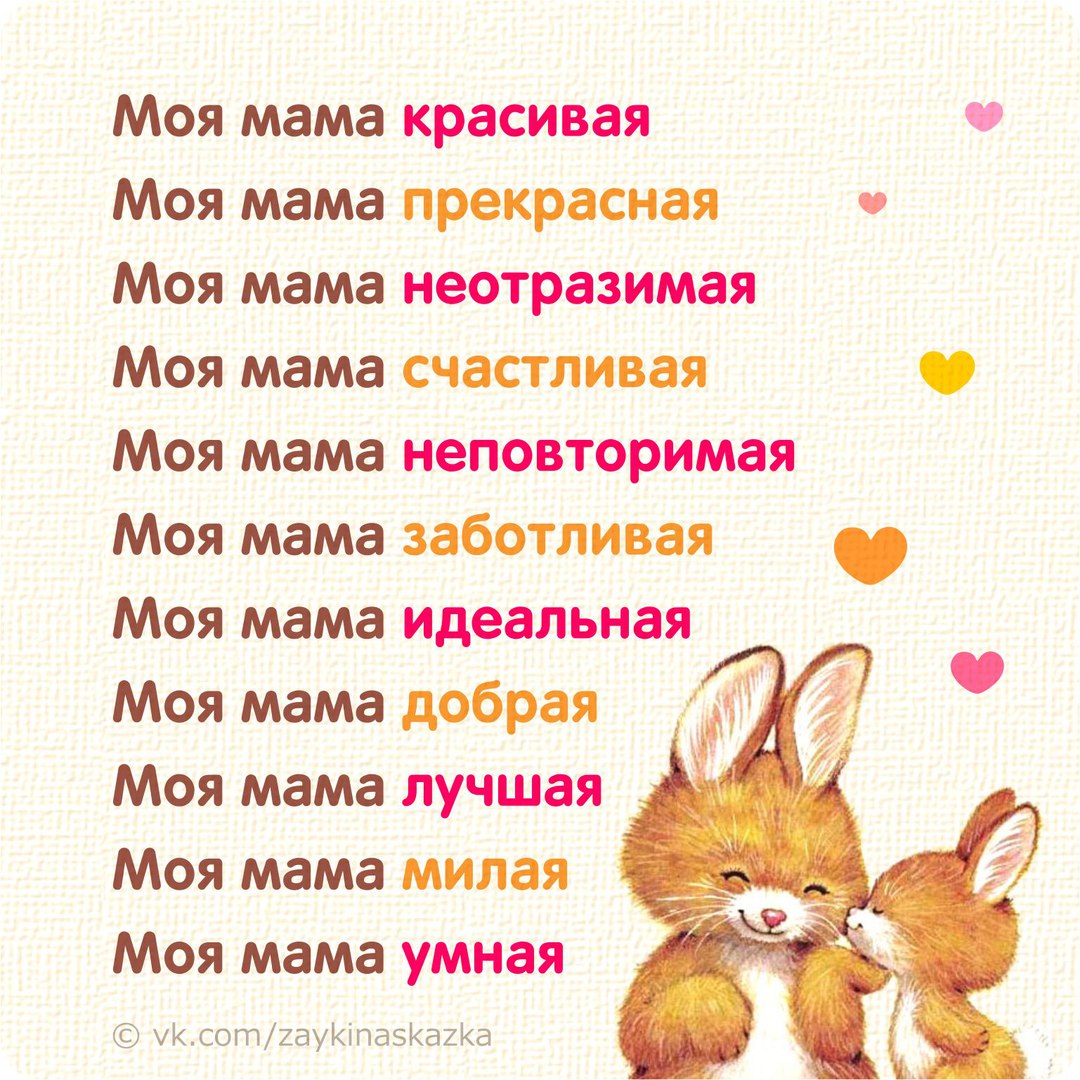 Моя мама красивая
Моя мама прекрасная
Моя мама неотразимая
Моя мама счастливая
Моя мама неповторимая
Моя мама заботливая
Моя мама идеальная
Моя мама добрая
Моя мама лучшая
Моя мама милая
Моя мама умная
© vk.com/zaykinaskazka